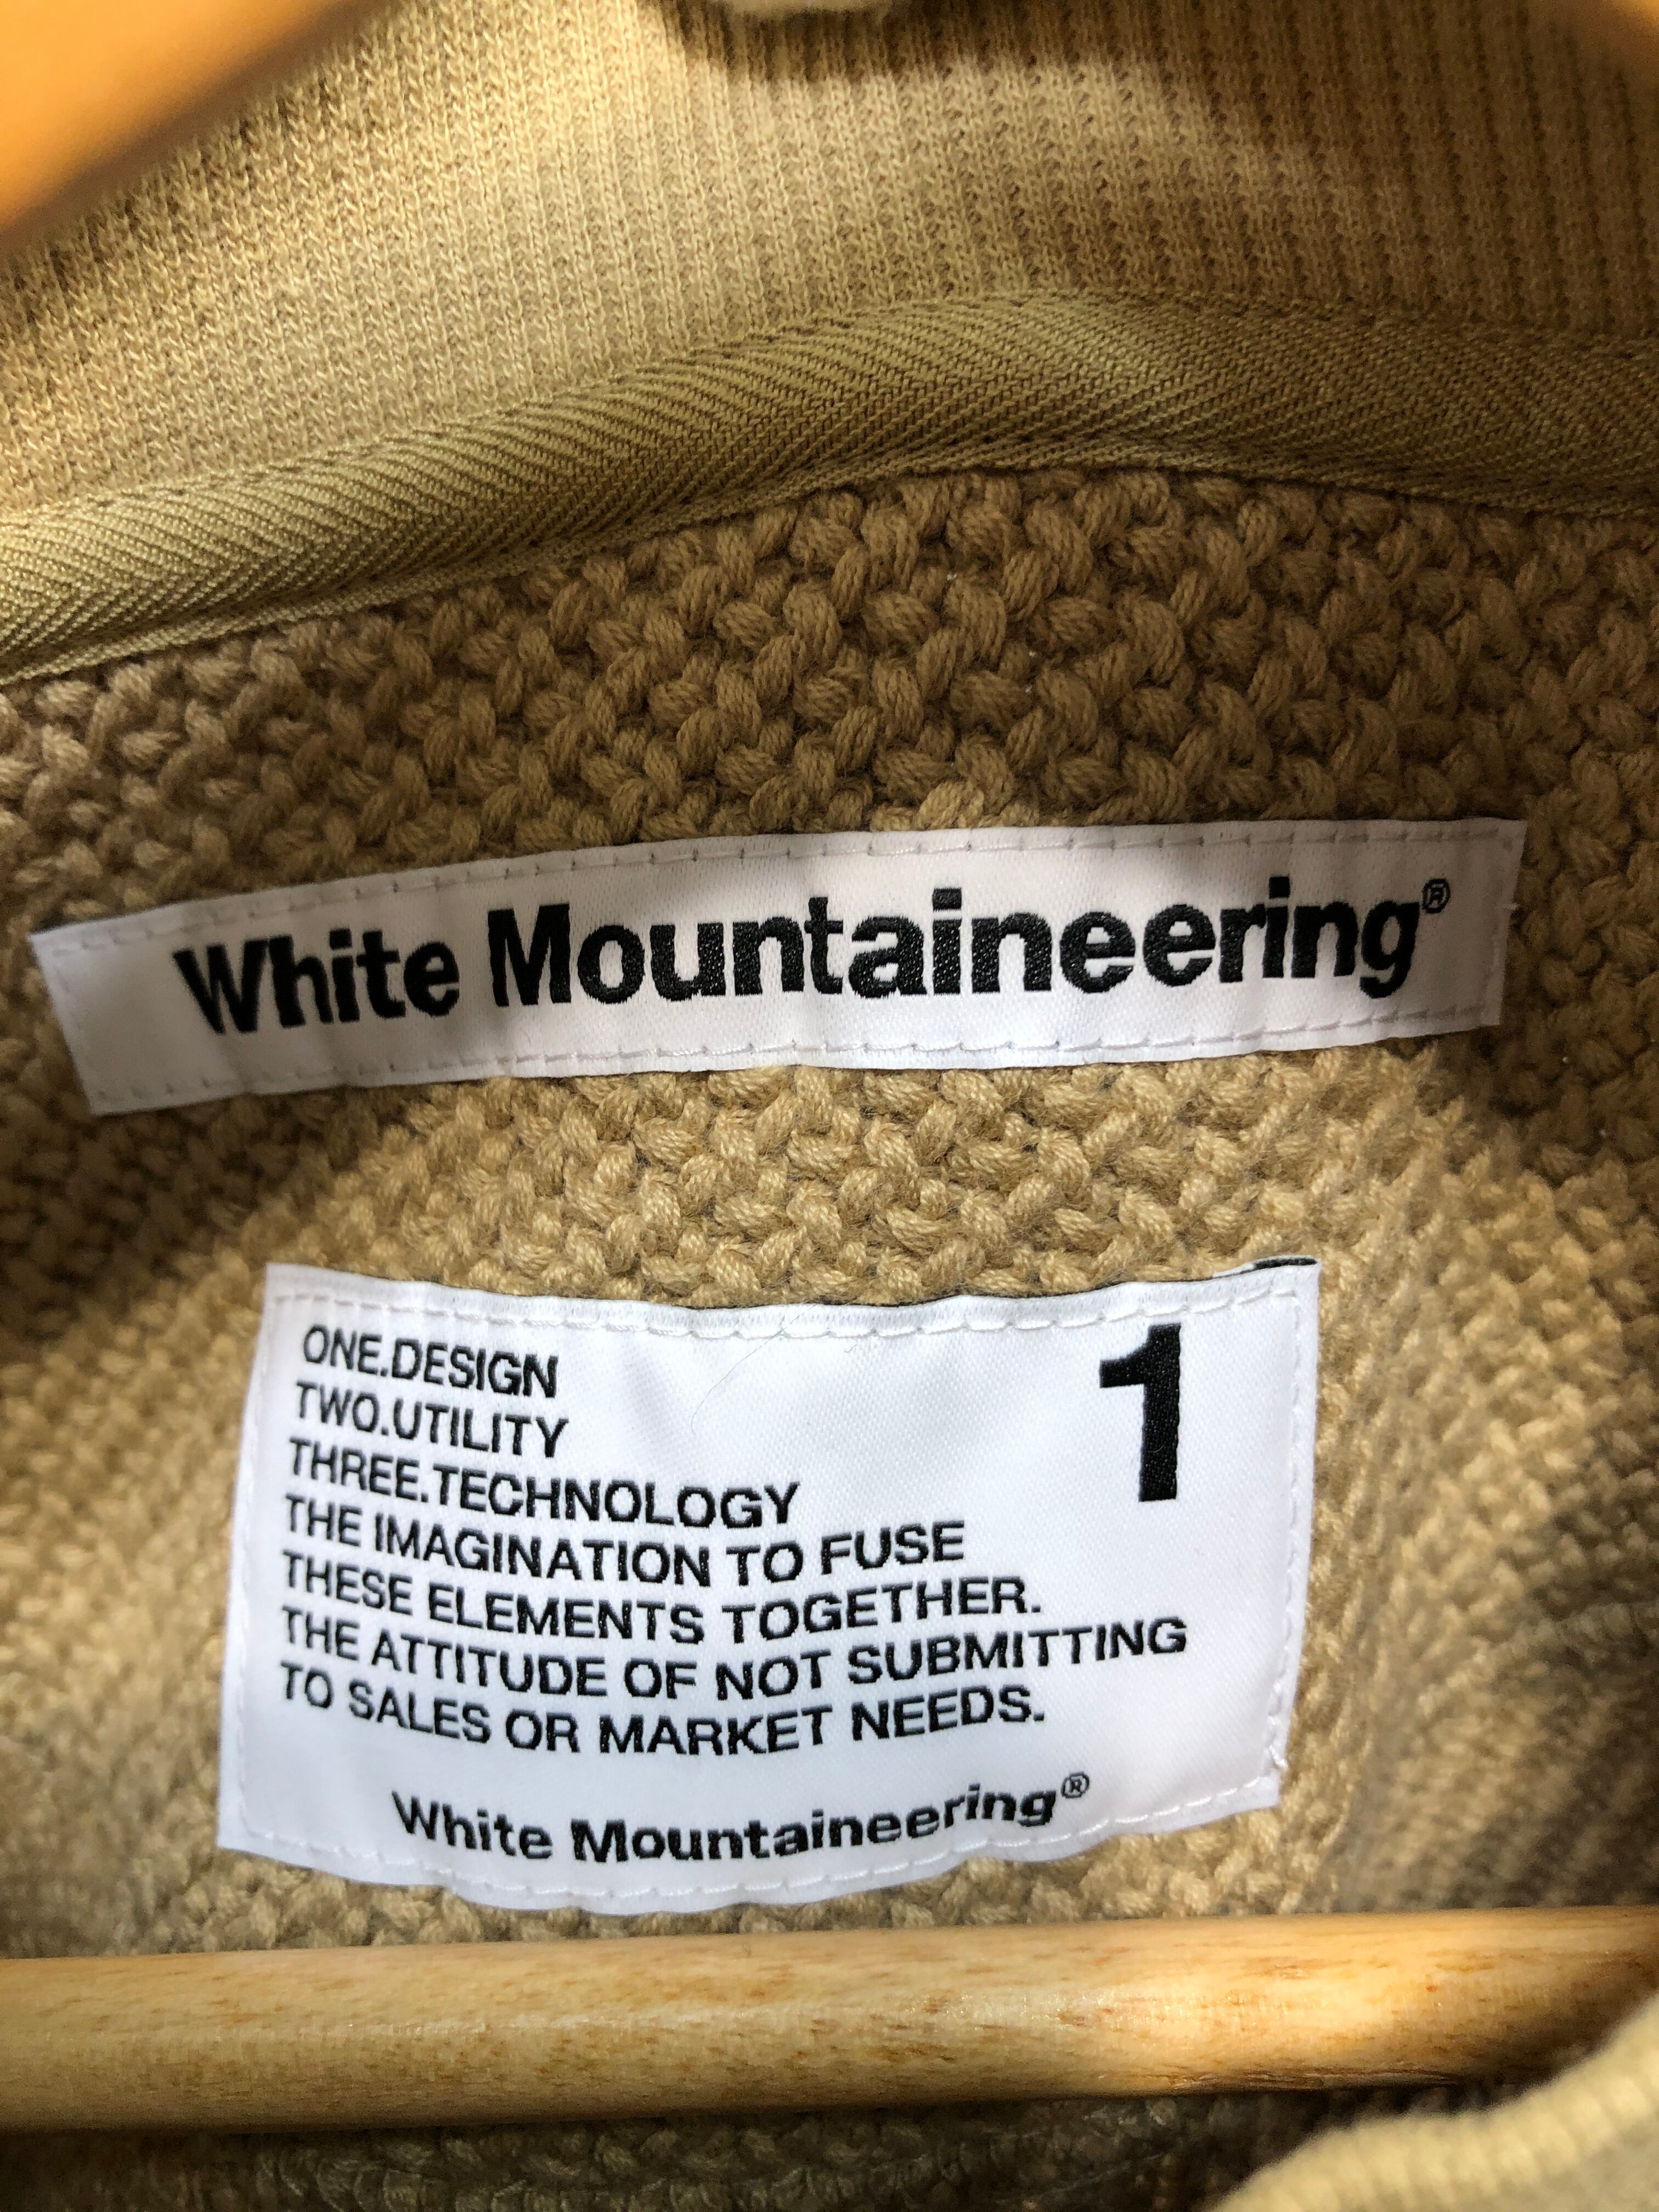 White Mountaineering®
1
ONE.DESIGN
TWO.UTILITY
THREE.TECHNOLOGY
THE IMAGINATION TO FUSE
THESE ELEMENTS TOGETHER.
THE ATTITUDE OF NOT SUBMITTING
TO SALES OR MARKET NEEDS.
White Mountaineering®